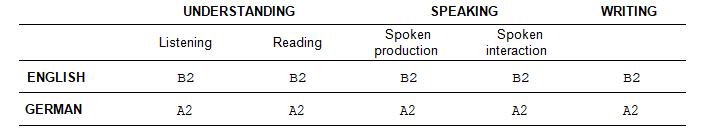 UNDERSTANDING SPEAKING WRITING
Listening Reading Spoken production Spoken interaction
ENGLISH B2 B2 B2 B2 B2
GERMAN A2 A2 A2 A2 A2